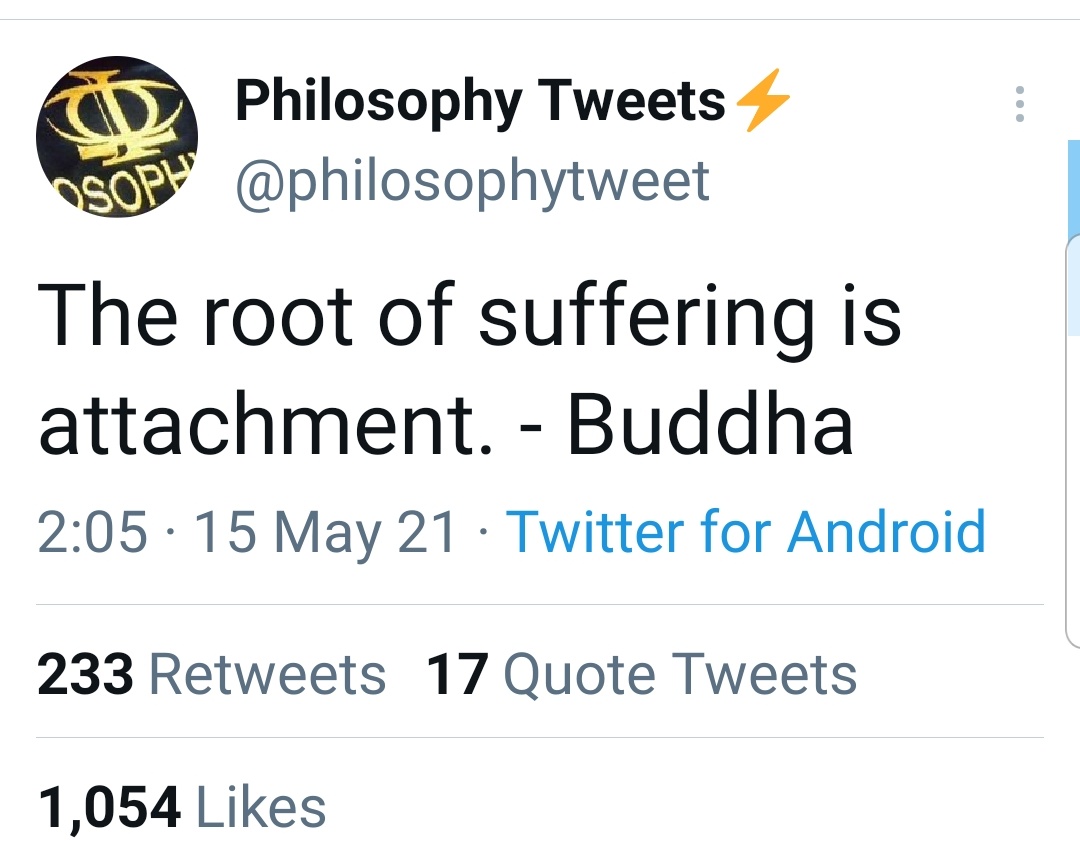 OSOPH
Philosophy Tweets⚡
@philosophytweet
The root of suffering is
attachment. - Buddha
2:05 · 15 May 21 · Twitter for Android
233 Retweets 17 Quote Tweets
1,054 Likes